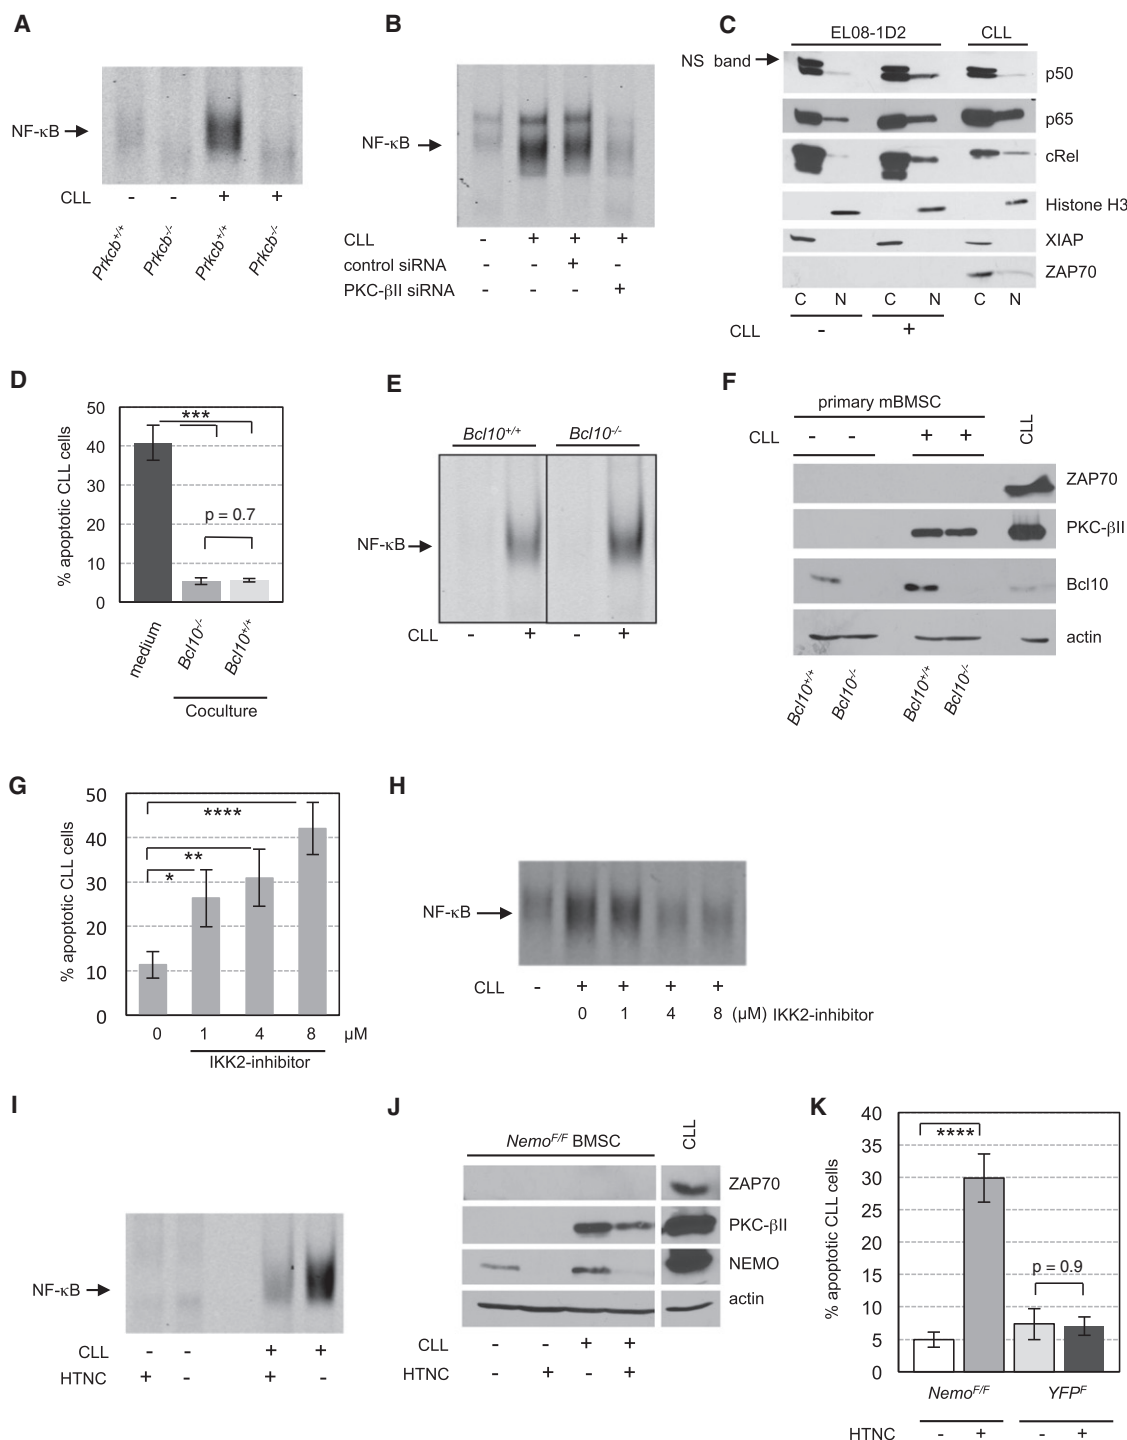 A
NF-κB
CLL - - + +
Prkcb+/+ Prkcb-/- Prkcb+/+ Prkcb-/-
B
NF-κB
CLL - + + +
control siRNA - - + -
PKC-βII siRNA - - - +
C
EL08-1D2 CLL
NS band
p50
p65
cRel
Histone H3
XIAP
ZAP70
C N C N C N
CLL - +
D
% apoptotic CLL cells
50
40
30
20
10
0
***
p = 0.7
medium Bcl10-/- Bcl10+/+
Coculture
E
Bcl10+/+ Bcl10-/-
NF-κB
CLL - + - +
F
primary mBMSC
CLL - - + + CLL
ZAP70
PKC-βII
Bcl10
actin
Bcl10+/+ Bcl10-/- Bcl10+/+ Bcl10-/-
G
% apoptotic CLL cells
50
40
30
20
10
0
****
**
*
0 1 4 8 μM
IKK2-inhibitor
H
NF-κB
CLL - + + + +
0 1 4 8 (μM) IKK2-inhibitor
I
NF-κB
CLL - - + +
HTNC + - + -
J
NemoF/F BMSC CLL
ZAP70
PKC-βII
NEMO
actin
CLL - - + +
HTNC - + - +
K
% apoptotic CLL cells
40
35
30
25
20
15
10
5
0
****
p = 0.9
NemoF/F YFPF
HTNC - + - +